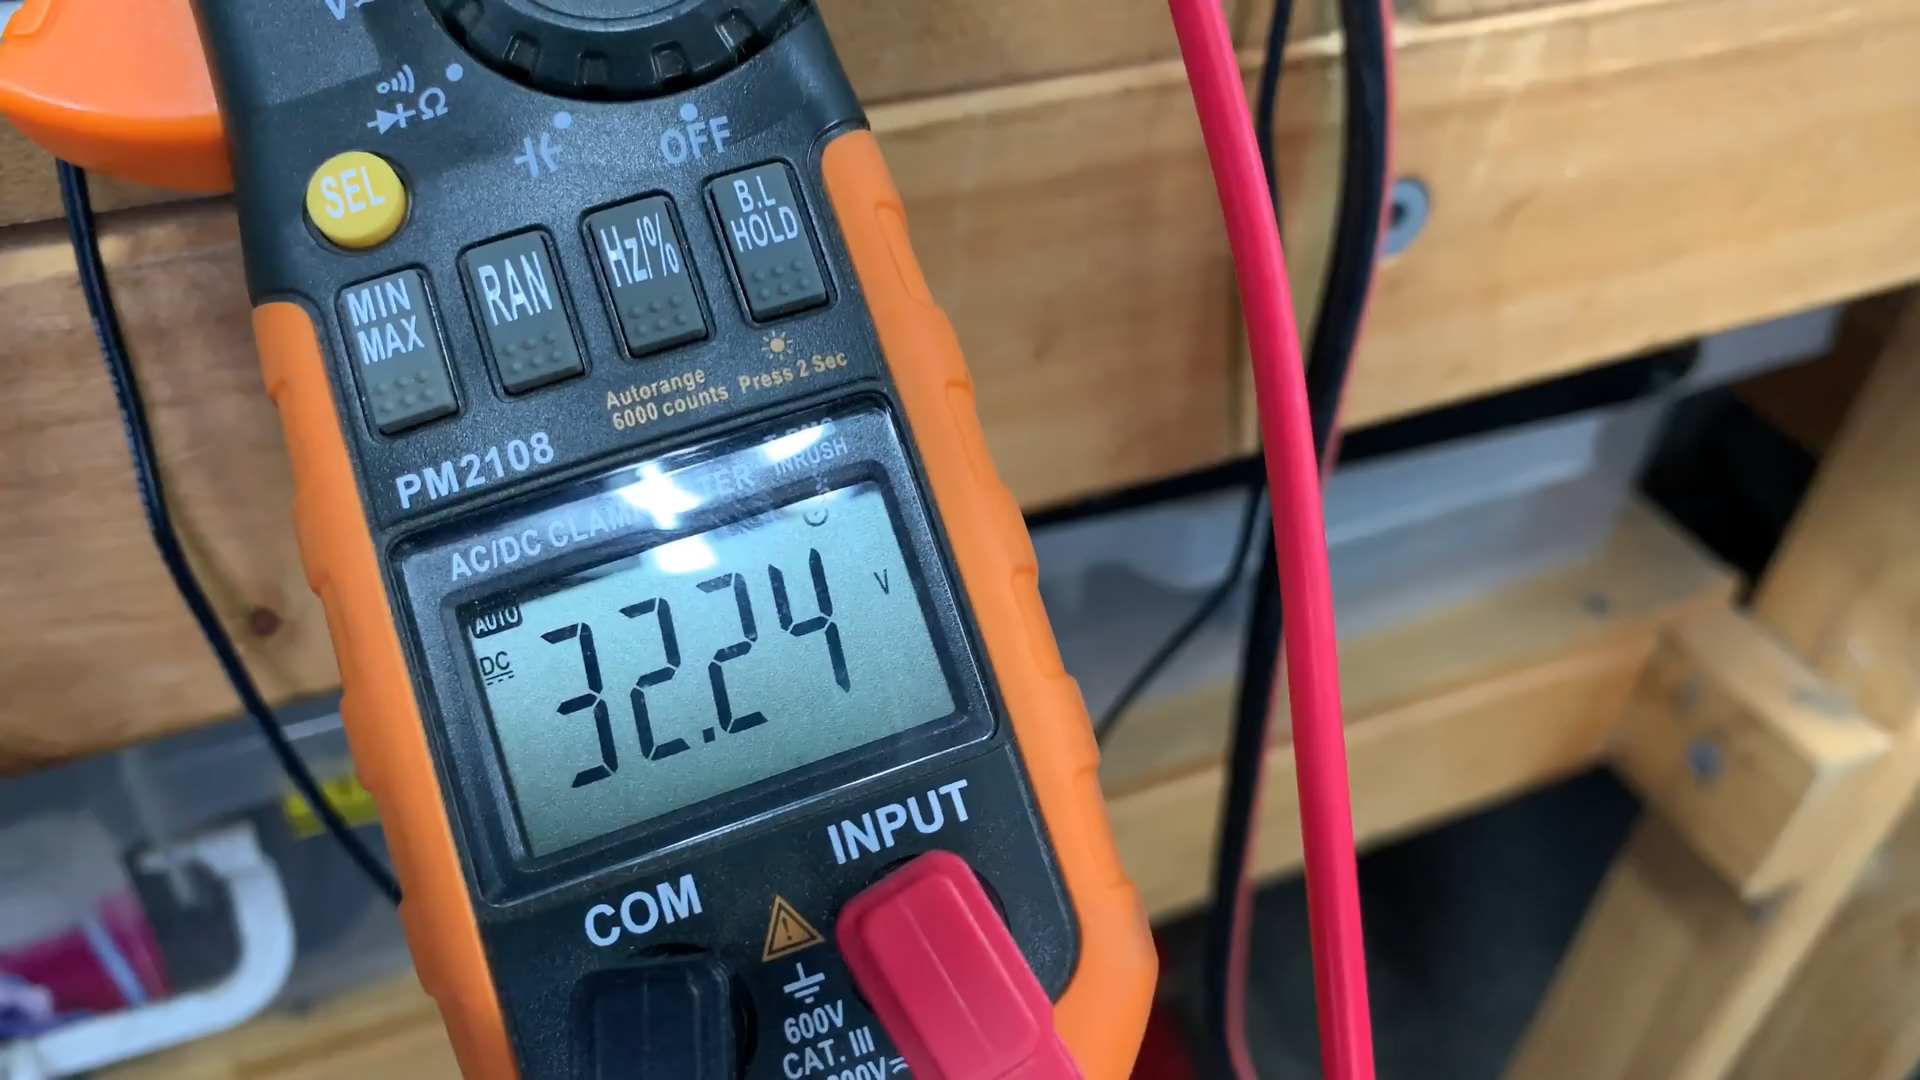 V
Ω
OFF
SEL
B.L
HOLD
Hz/%
RAN
MIN
MAX
Autorange
6000 counts
Press 2 Sec
PM2108
INRUSH
AC/DC
AUTO
DC
32.24
V
INPUT
COM
600V
CAT. III